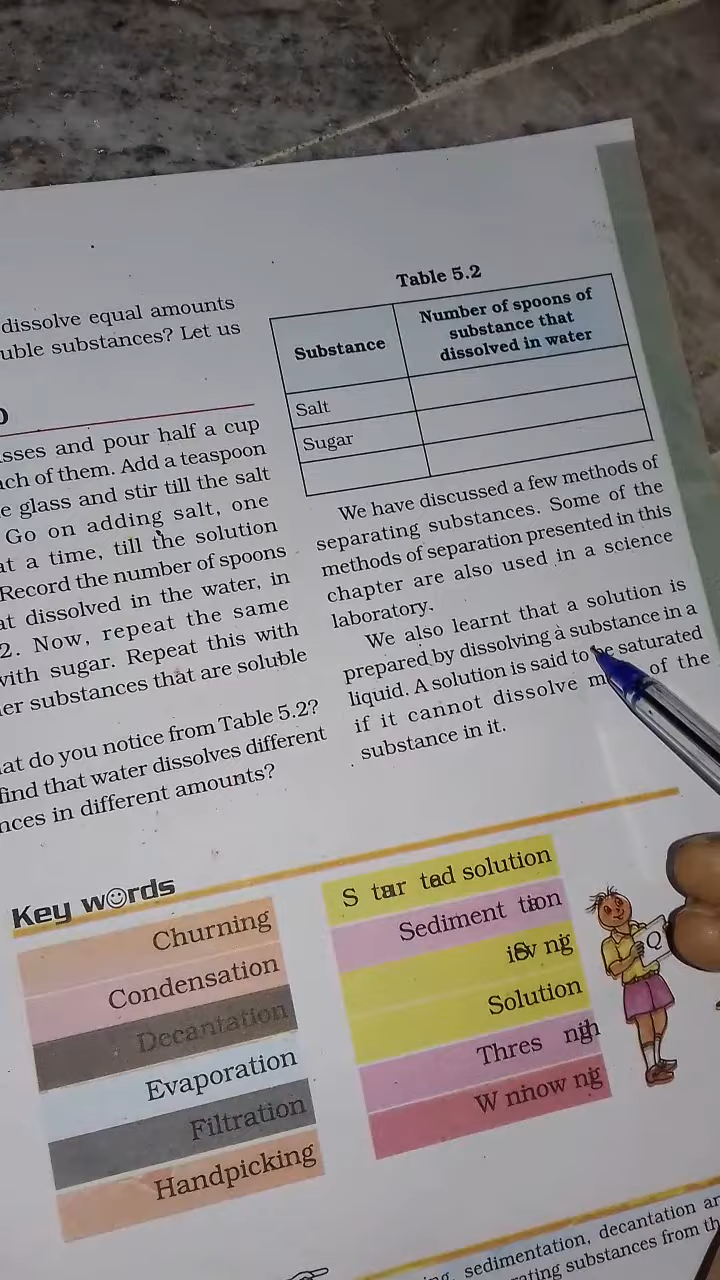 dissolve equal amounts
uble substances? Let us
sses and pour half a cup
ach of them. Add a teaspoon
e glass and stir till the salt
Go on adding salt, one
at a time, till the solution
Record the number of spoons
at dissolved in the water, in
2. Now, repeat the same
with sugar. Repeat this with
er substances that are soluble
at do you notice from Table 5.2?
find that water dissolves different
nces in different amounts?
Table 5.2
Substance
Number of spoons of
substance that
dissolved in water
Salt
Sugar
We have discussed a few methods of
separating substances. Some of the
methods of separation presented in this
chapter are also used in a science
laboratory.
We also learnt that a solution is
prepared by dissolving a substance in a
liquid. A solution is said to be saturated
if it cannot dissolve m of the
substance in it.
Key words
Churning
Condensation
Decantation
Evaporation
Filtration
Handpicking
solution
Solution
Q
sedimentation, decantation
rating substances from